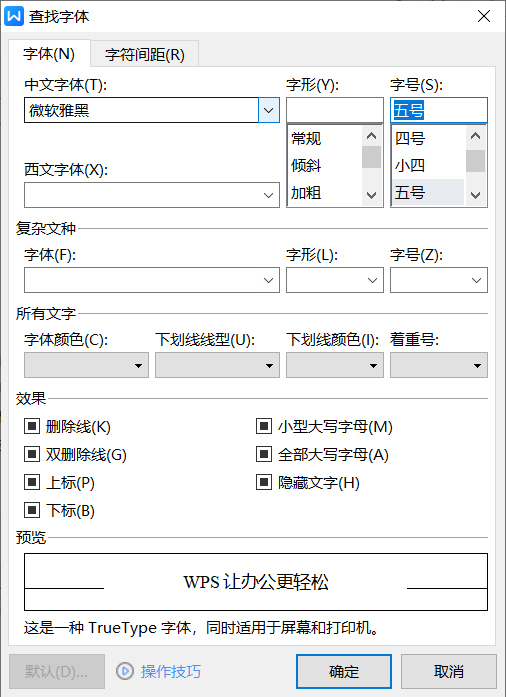 查找字体
字体(N) 字符间距(R)
中文字体(T): 字形(Y): 字号(S):
微软雅黑 五号
常规 四号
倾斜 小四
西文字体(X):
加粗 五号
复杂文种
字体(F): 字形(L): 字号(Z):
所有文字
字体颜色(C): 下划线线型(U): 下划线颜色(I): 着重号:
效果
删除线(K) 小型大写字母(M)
双删除线(G) 全部大写字母(A)
上标(P) 隐藏文字(H)
下标(B)
预览
WPS 让办公更轻松
这是一种 TrueType 字体，同时适用于屏幕和打印机。
默认(D)... 操作技巧 确定 取消